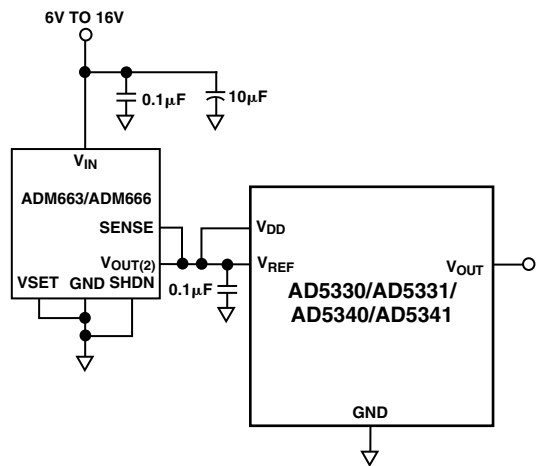 6V TO 16V
0.1μF
10μF
VIN
ADM663/ADM666
SENSE
VOUT(2)
VSET GND SHDN
0.1μF
VDD
VREF
VOUT
AD5330/AD5331/
AD5340/AD5341
GND